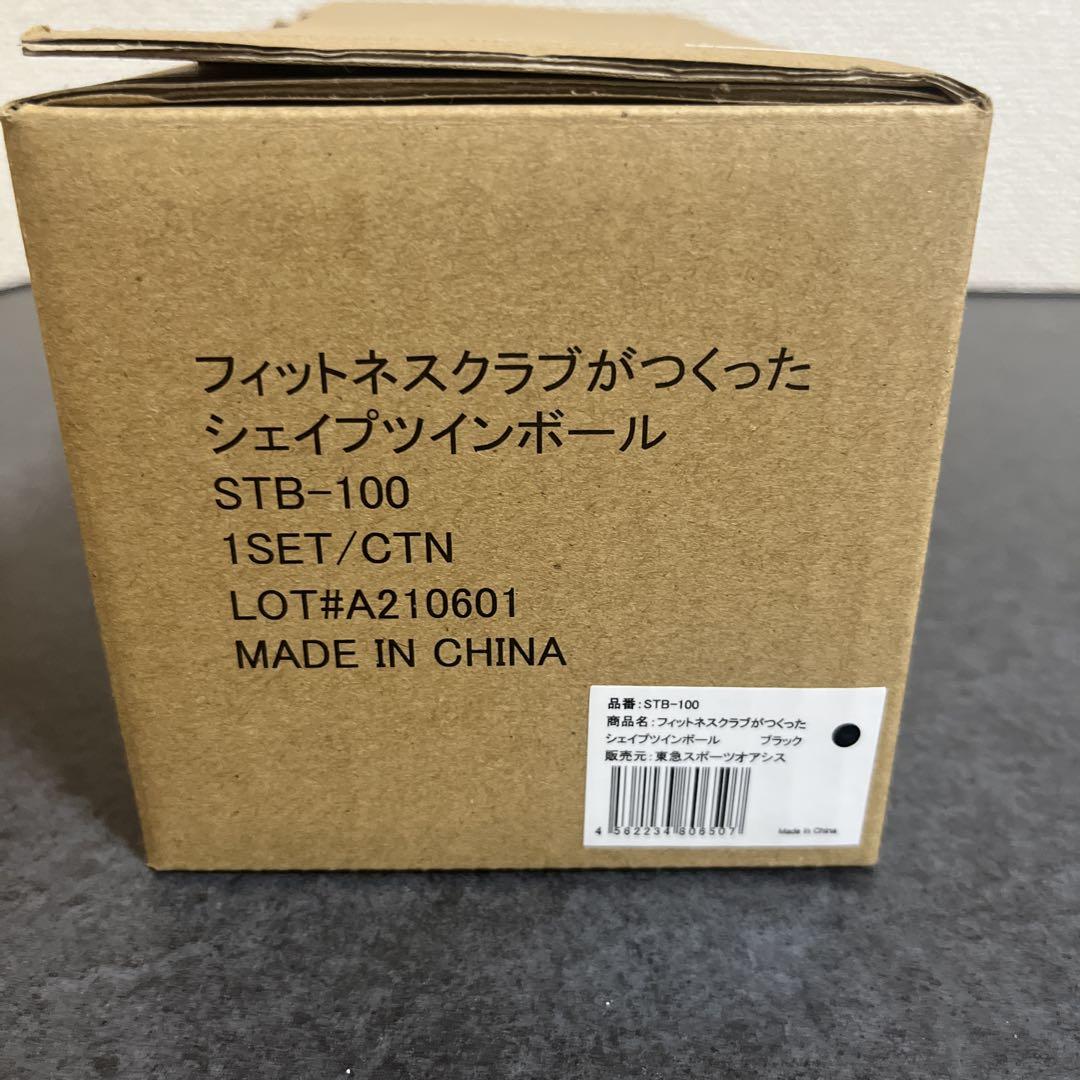 フィットネスクラブがつくった
シェイプツインボール
STB-100
1SET/CTN
LOT#A210601
MADE IN CHINA
品番:STB-100
商品名:フィットネスクラブがつくった
シェイプツインボール ブラック
販売元:東急スポーツオアシス
4 562234 806507
Made in China